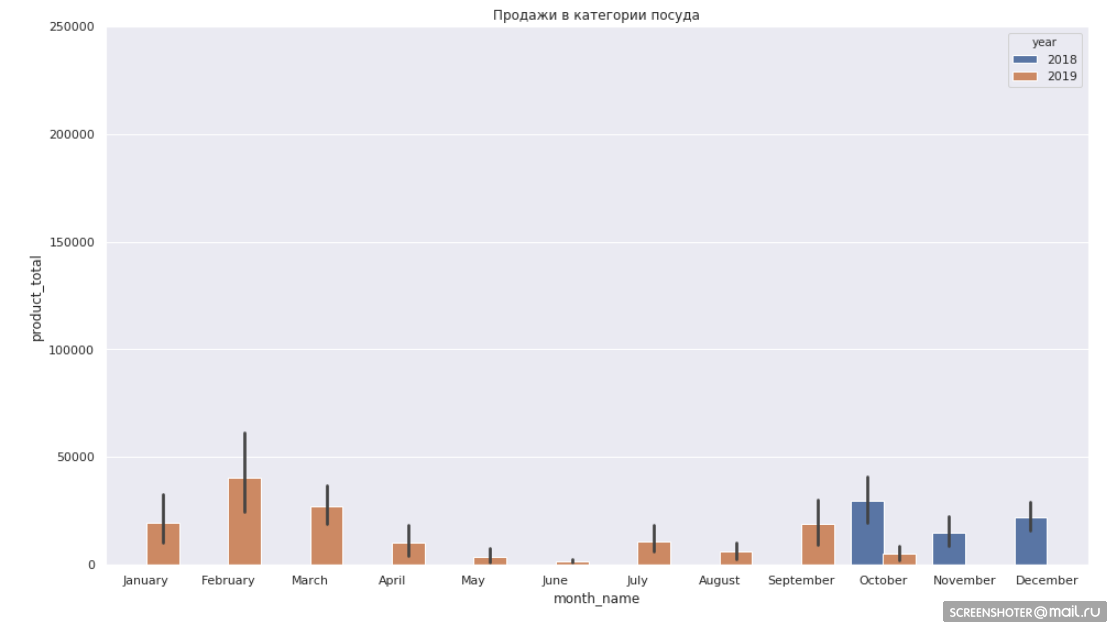 Продажи в категории посуда
250000
200000
150000
100000
50000
0
product_total
year
2018
2019
January February March April May June July August September October November December
month_name
SCREENSHOTER@mail.ru